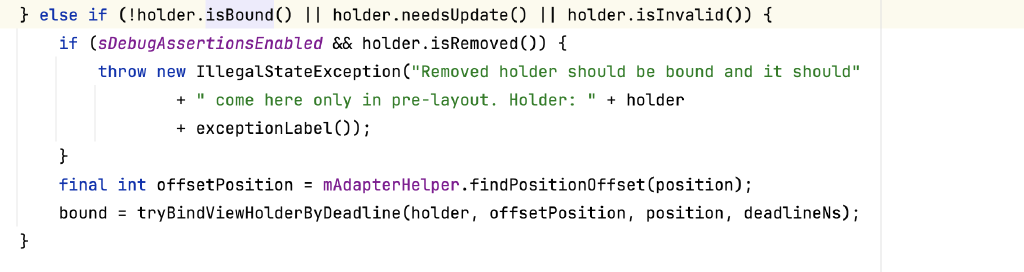 } else if (!holder.isBound() || holder.needsUpdate() || holder.isInvalid()) {
if (sDebugAssertionsEnabled && holder.isRemoved()) {
throw new IllegalStateException("Removed holder should be bound and it should"
+ " come here only in pre-layout. Holder: " + holder
+ exceptionLabel());
}
final int offsetPosition = mAdapterHelper.findPositionOffset(position);
bound = tryBindViewHolderByDeadline(holder, offsetPosition, position, deadlineNs);
}